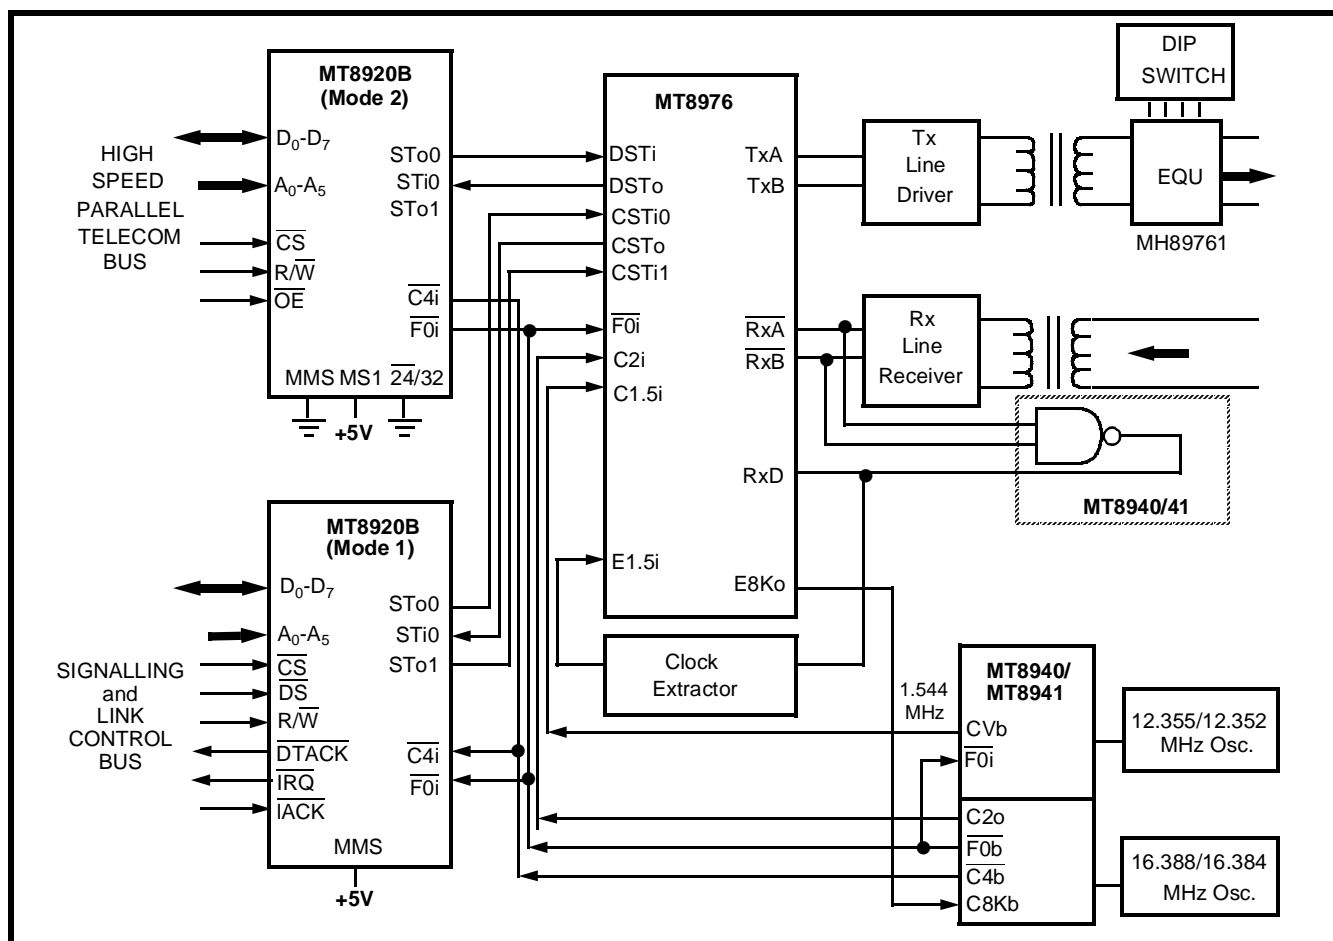 HIGH
SPEED
PARALLEL
TELECOM
BUS
MT8920B
(Mode 2)
D0-D7
A0-A5
CS
R/W
OE
STo0
STi0
STo1
C4i
F0i
MMS MS1 24/32
+5V
MT8976
DSTi
DSTo
CSTi0
CSTo
CSTi1
F0i
C2i
C1.5i
E1.5i
TxA
TxB
RxA
RxB
RxD
E8Ko
Tx
Line
Driver
DIP
SWITCH
EQU
MH89761
Rx
Line
Receiver
MT8940/41
SIGNALLING
and
LINK
CONTROL
BUS
MT8920B
(Mode 1)
D0-D7
A0-A5
CS
DS
R/W
DTACK
IRQ
IACK
STo0
STi0
STo1
C4i
F0i
MMS
+5V
Clock
Extractor
1.544
MHz
MT8940/
MT8941
CVb
F0i
C2o
F0b
C4b
C8Kb
12.355/12.352
MHz Osc.
16.388/16.384
MHz Osc.